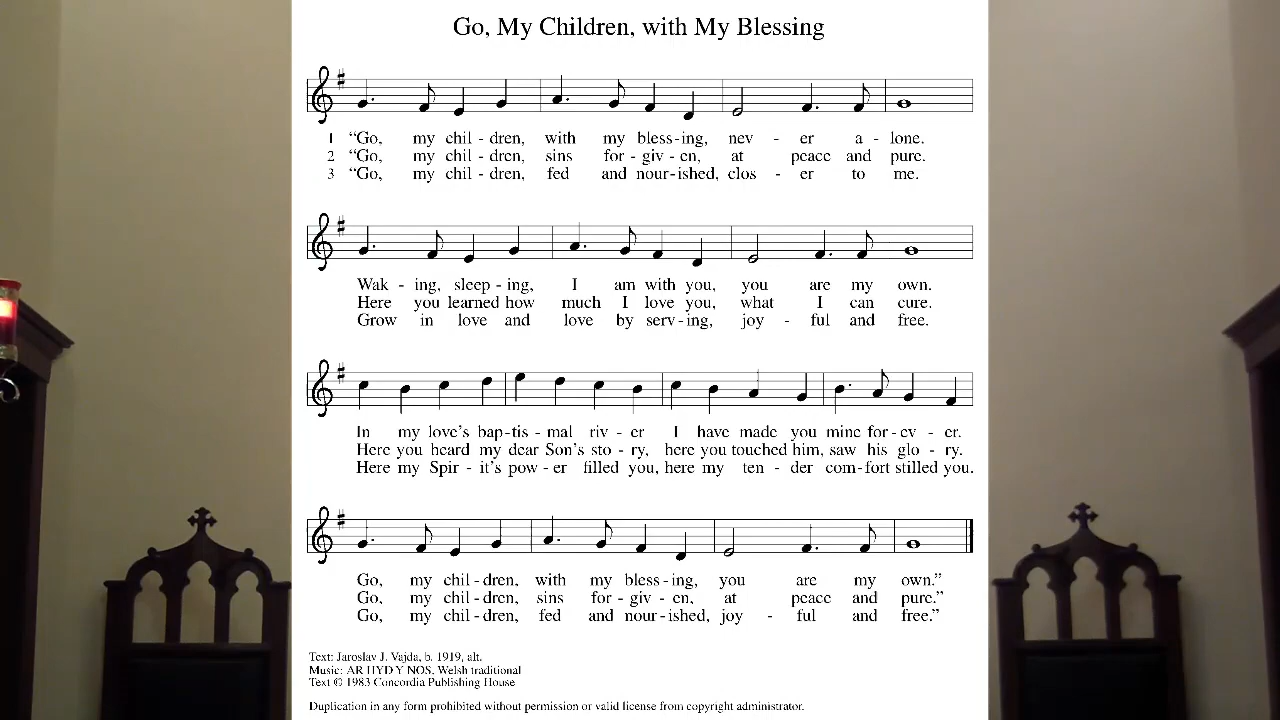 Go, My Children, with My Blessing
1 “Go, my chil - dren, with my bless - ing, nev - er a - lone.
2 “Go, my chil - dren, sins for - giv - en, at peace and pure.
3 “Go, my chil - dren, fed and nour - ished, clos - er to me.
Wak - ing, sleep - ing, I am with you, you are my own.
Here you learned how much I love you, what I can cure.
Grow in love and love by serv - ing, joy - ful and free.
In my love’s bap - tis - mal riv - er I have made you mine for - ev - er.
Here you heard my dear Son’s sto - ry, here you touched him, saw his glo - ry.
Here my Spir - it’s pow - er filled you, here my ten - der com - fort stilled you.
Go, my chil - dren, with my bless - ing, you are my own.”
Go, my chil - dren, sins for - giv - en, at peace and pure.”
Go, my chil - dren, fed and nour - ished, joy - ful and free.”
Text: Jaroslav J. Vajda, b. 1919, alt.
Music: AR HYD Y NOS, Welsh traditional
Text © 1983 Concordia Publishing House
Duplication in any form prohibited without permission or valid license from copyright administrator.